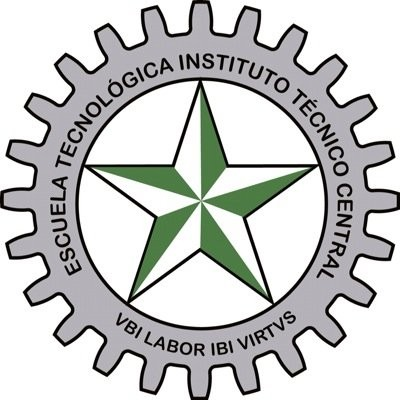 ESCUELA TECNOLÓGICA INSTITUTO TÉCNICO CENTRAL
VBI LABOR IBI VIRTVS